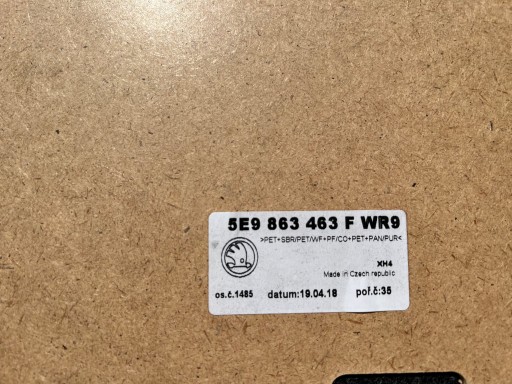 5E9 863 463 F WR9
>PET+SBR/PET/WF+PF/CO+PET+PAN/PUR<
XH4
Made in Czech republic
os.č.1485 datum:19.04.18 poř.č:35